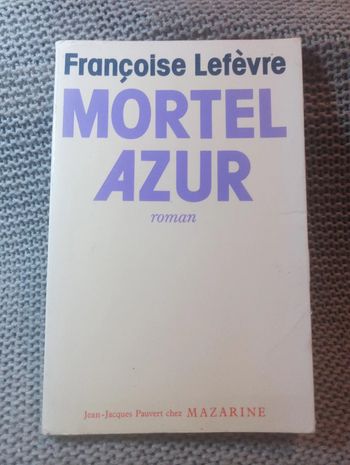 Françoise Lefèvre
MORTEL
AZUR
roman
Jean-Jacques Pauvert chez MAZARINE